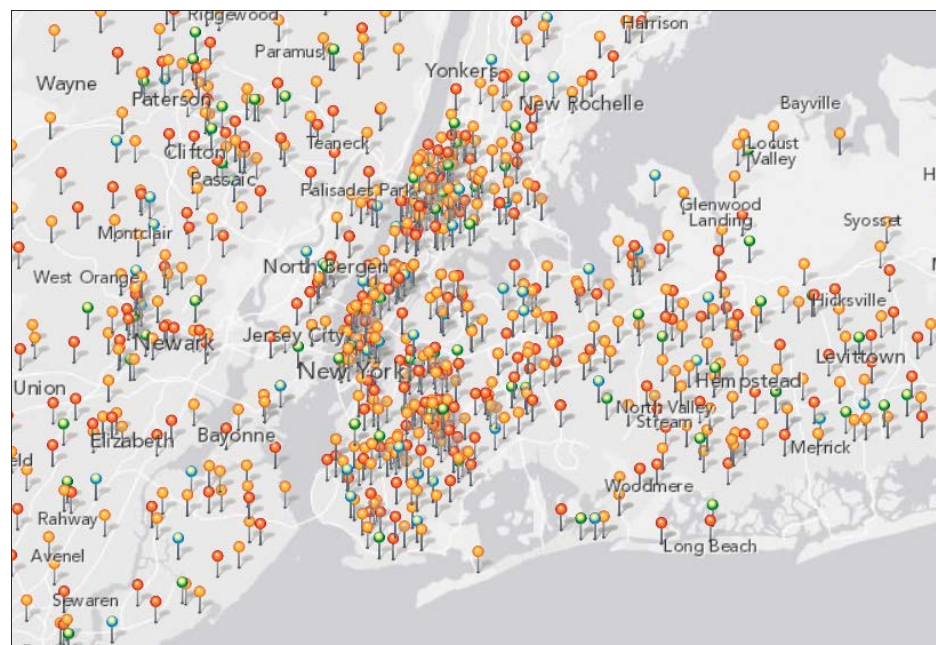 Ridgewood
Harrison
Paramus
Yonkers
Wayne
New Rochelle
Paterson
Bayville
Teaneck
Clifton
Locust
Valley
Passaic
Palisades Park
Glenwood
Landing
Montclair
Syosset
North Bergen
West Orange
Hicksville
Jersey City
Newark
Levittown
New York
Union
Hempstead
North Valley
Stream
Bayonne
Elizabeth
Merrick
Woodmere
Rahway
Long Beach
Avenel
Sewaren